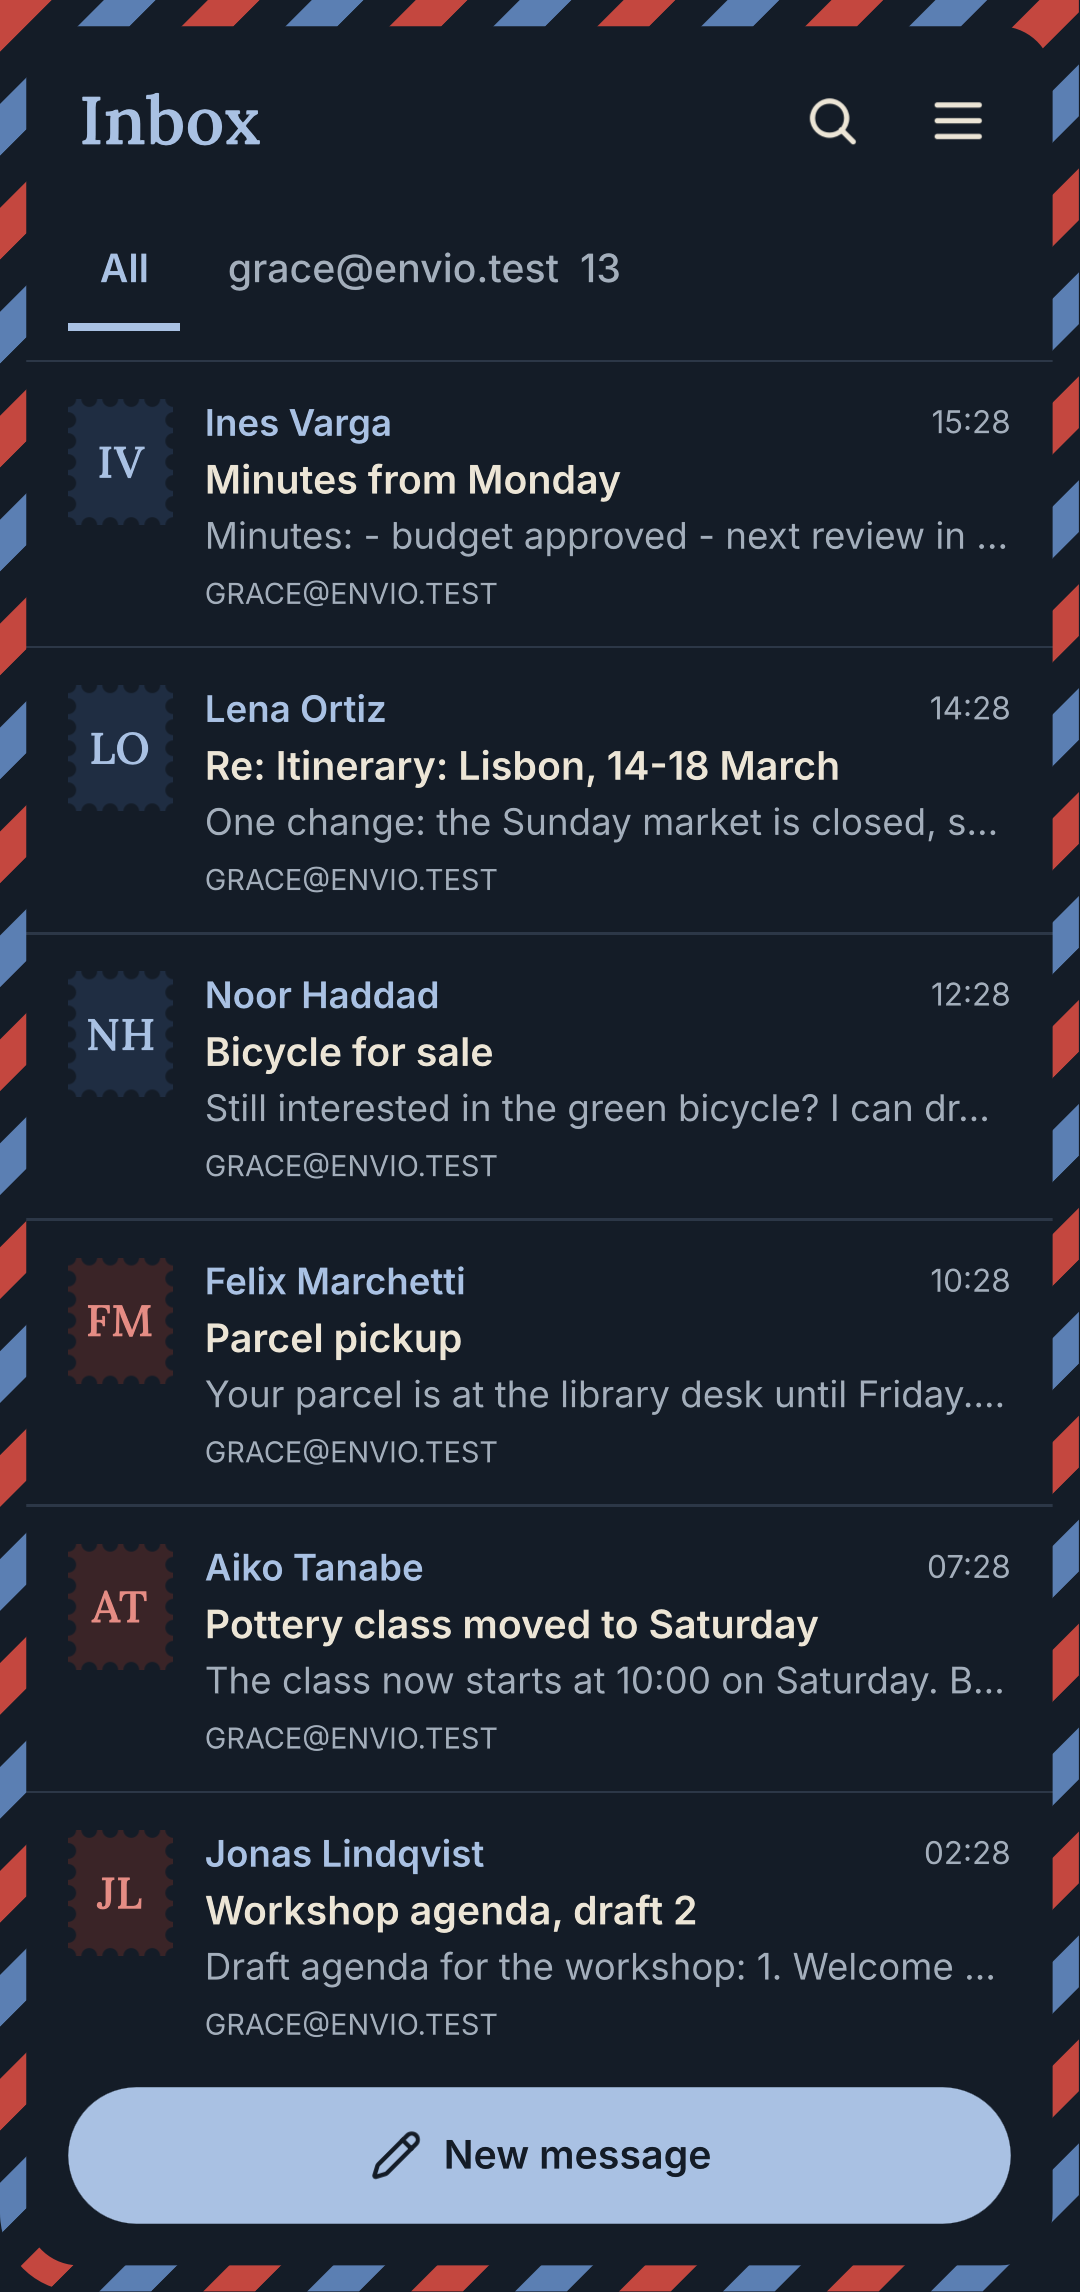 Inbox
All
grace@envio.test 13
IV
Ines Varga
15:28
Minutes from Monday
Minutes: - budget approved - next review in ...
GRACE@ENVIO.TEST
LO
Lena Ortiz
14:28
Re: Itinerary: Lisbon, 14-18 March
One change: the Sunday market is closed, s...
GRACE@ENVIO.TEST
NH
Noor Haddad
12:28
Bicycle for sale
Still interested in the green bicycle? I can dr...
GRACE@ENVIO.TEST
FM
Felix Marchetti
10:28
Parcel pickup
Your parcel is at the library desk until Friday....
GRACE@ENVIO.TEST
AT
Aiko Tanabe
07:28
Pottery class moved to Saturday
The class now starts at 10:00 on Saturday. B...
GRACE@ENVIO.TEST
JL
Jonas Lindqvist
02:28
Workshop agenda, draft 2
Draft agenda for the workshop: 1. Welcome ...
GRACE@ENVIO.TEST
New message